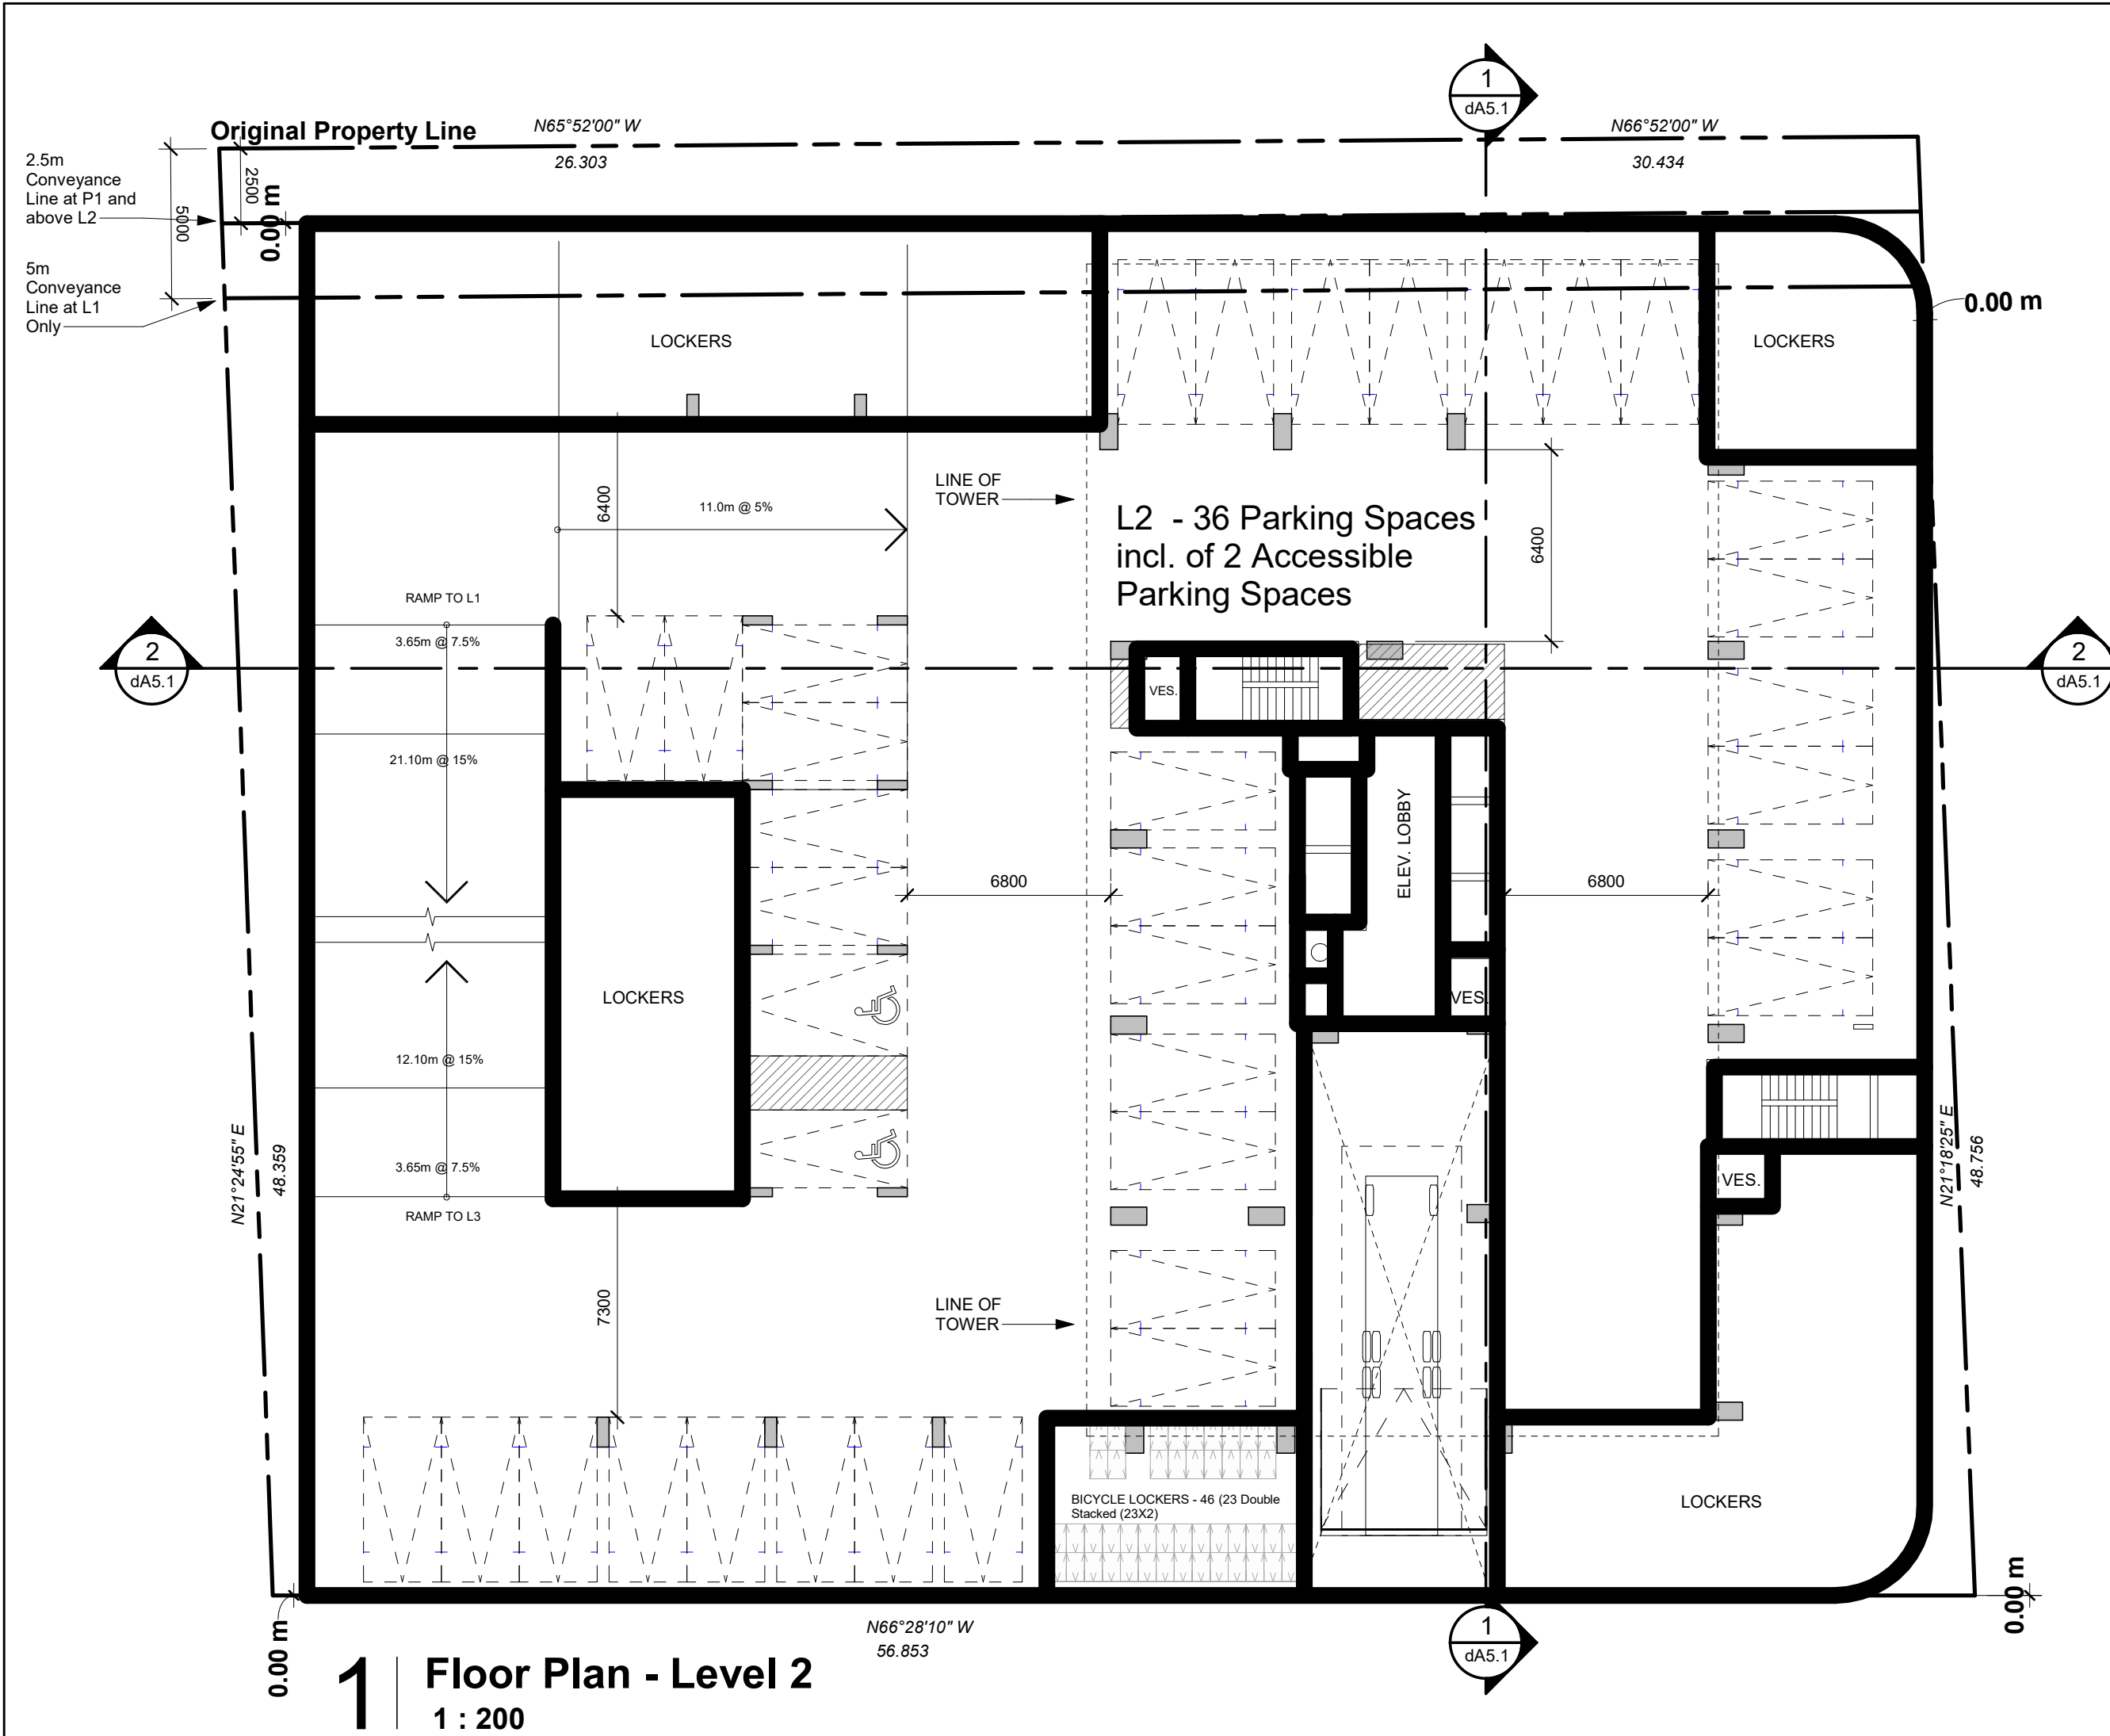 1
dA5.1
Original Property Line
N65°52'00" W
26.303
N66°52'00" W
30.434
2.5m
Conveyance
Line at P1 and
above L2
2500
5000
0.00 m
5m
Conveyance
Line at L1
Only
0.00 m
LOCKERS
LOCKERS
LINE OF
TOWER
6400
11.0m @ 5%
L2 - 36 Parking Spaces
incl. of 2 Accessible
Parking Spaces
6400
RAMP TO L1
3.65m @ 7.5%
2
dA5.1
2
dA5.1
VES.
21.10m @ 15%
ELEV. LOBBY
6800
6800
LOCKERS
VES.
12.10m @ 15%
N21°24'55" E
48.359
3.65m @ 7.5%
RAMP TO L3
VES.
N21°18'25" E
48.756
7300
LINE OF
TOWER
BICYCLE LOCKERS - 46 (23 Double
Stacked (23X2)
LOCKERS
0.00 m
0.00 m
N66°28'10" W
56.853
1
dA5.1
1
Floor Plan - Level 2
1 : 200